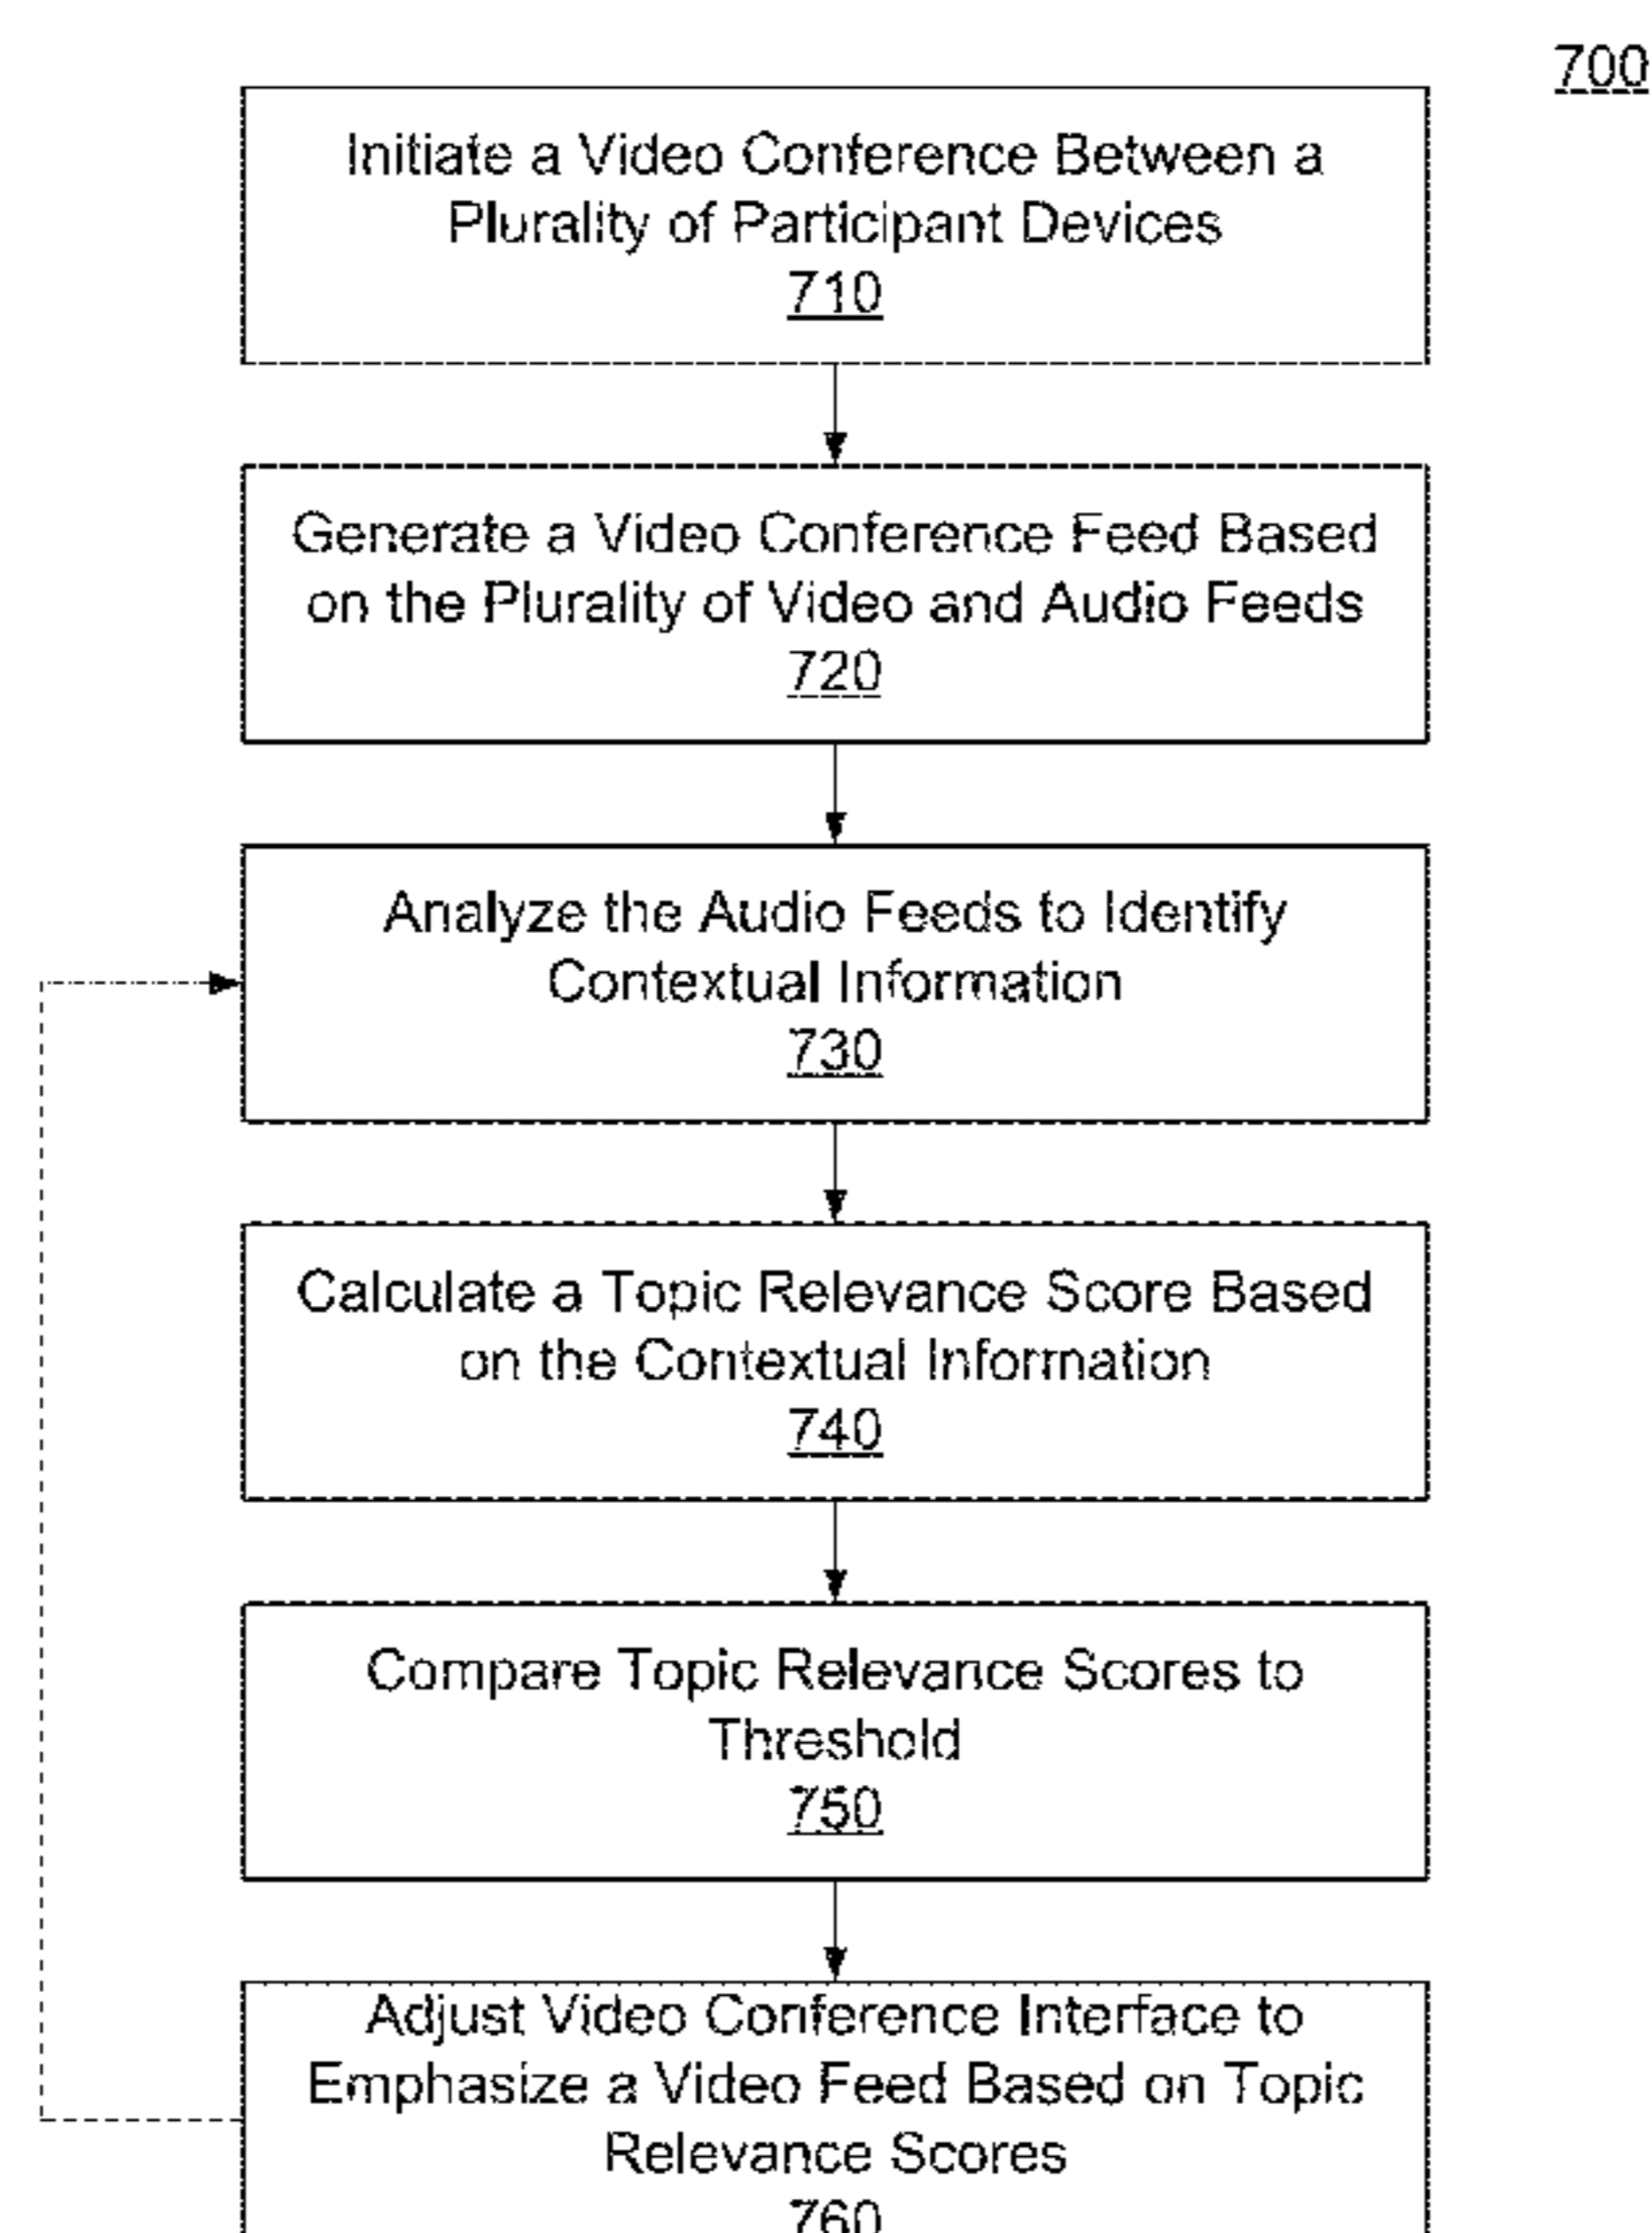 700
Initiate a Video Conference Between a
Plurality of Participant Devices
710
Generate a Video Conference Feed Based
on the Plurality of Video and Audio Feeds
720
Analyze the Audio Feeds to Identify
Contextual Information
730
Calculate a Topic Relevance Score Based
on the Contextual Information
740
Compare Topic Relevance Scores to
Threshold
750
Adjust Video Conference Interface to
Emphasize a Video Feed Based on Topic
Relevance Scores
760